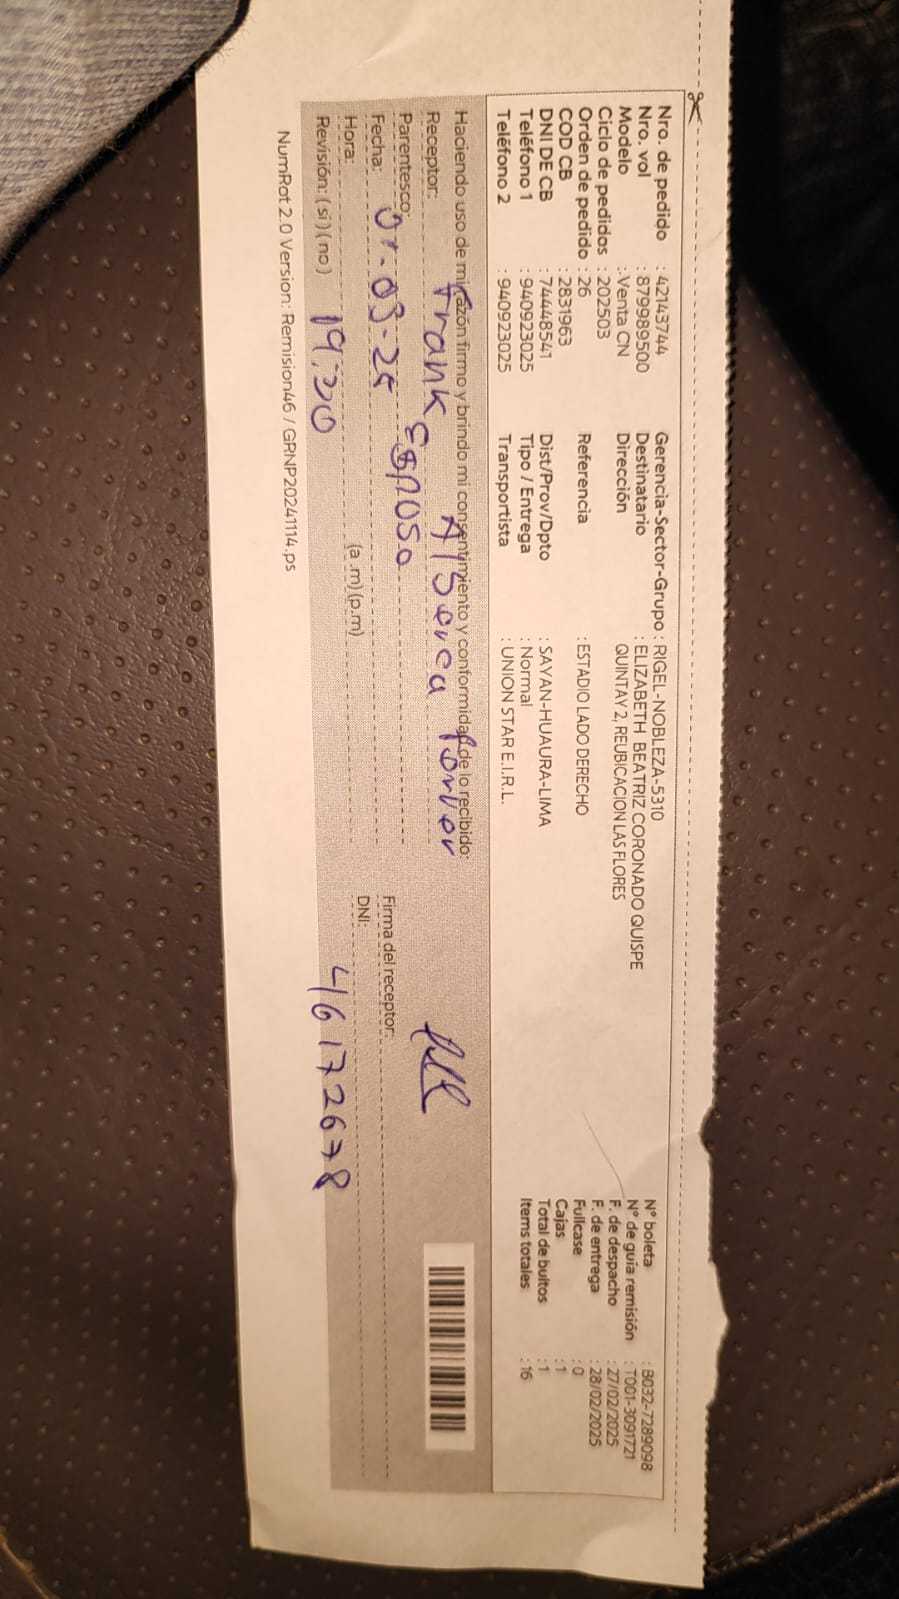 Nro. de pedido : 42143744
Nro. vol : 879989500
Modelo : Venta CN
Ciclo de pedidos : 202503
Orden de pedido : 26
COD CB : 2831963
DNI DE CB : 74448541
Teléfono 1 : 940923025
Teléfono 2 : 940923025
Gerencia-Sector-Grupo : RIGEL-NOBLEZA-5310
Destinatario : ELIZABETH BEATRIZ CORONADO QUISPE
Dirección QUINTAY 2, REUBICACION LAS FLORES
Referencia : ESTADIO LADO DERECHO
Dist/Prov/Dpto : SAYAN-HUAURA-LIMA
Tipo / Entrega : Normal
Transportista : UNION STAR E.I.R.L.
N° boleta : B032-7289098
N° de guía remisión : T001-3091721
F. de despacho : 27/02/2025
F. de entrega : 28/02/2025
Fullcase : 0
Cajas : 1
Total de bultos : 1
Items totales : 16
Haciendo uso de mi razón firmo y brindo mi consentimiento y conformidad de lo recibido:
Receptor: Frank
Parentesco: Esposo
Fecha: 01-03-25
Hora: 19:30 (a.m) (p.m)
Revisión: (si) (no)
Firma del receptor:
DNI: 46172678
NumRot 2.0 Version: Remision46 / GRNP20241114.ps